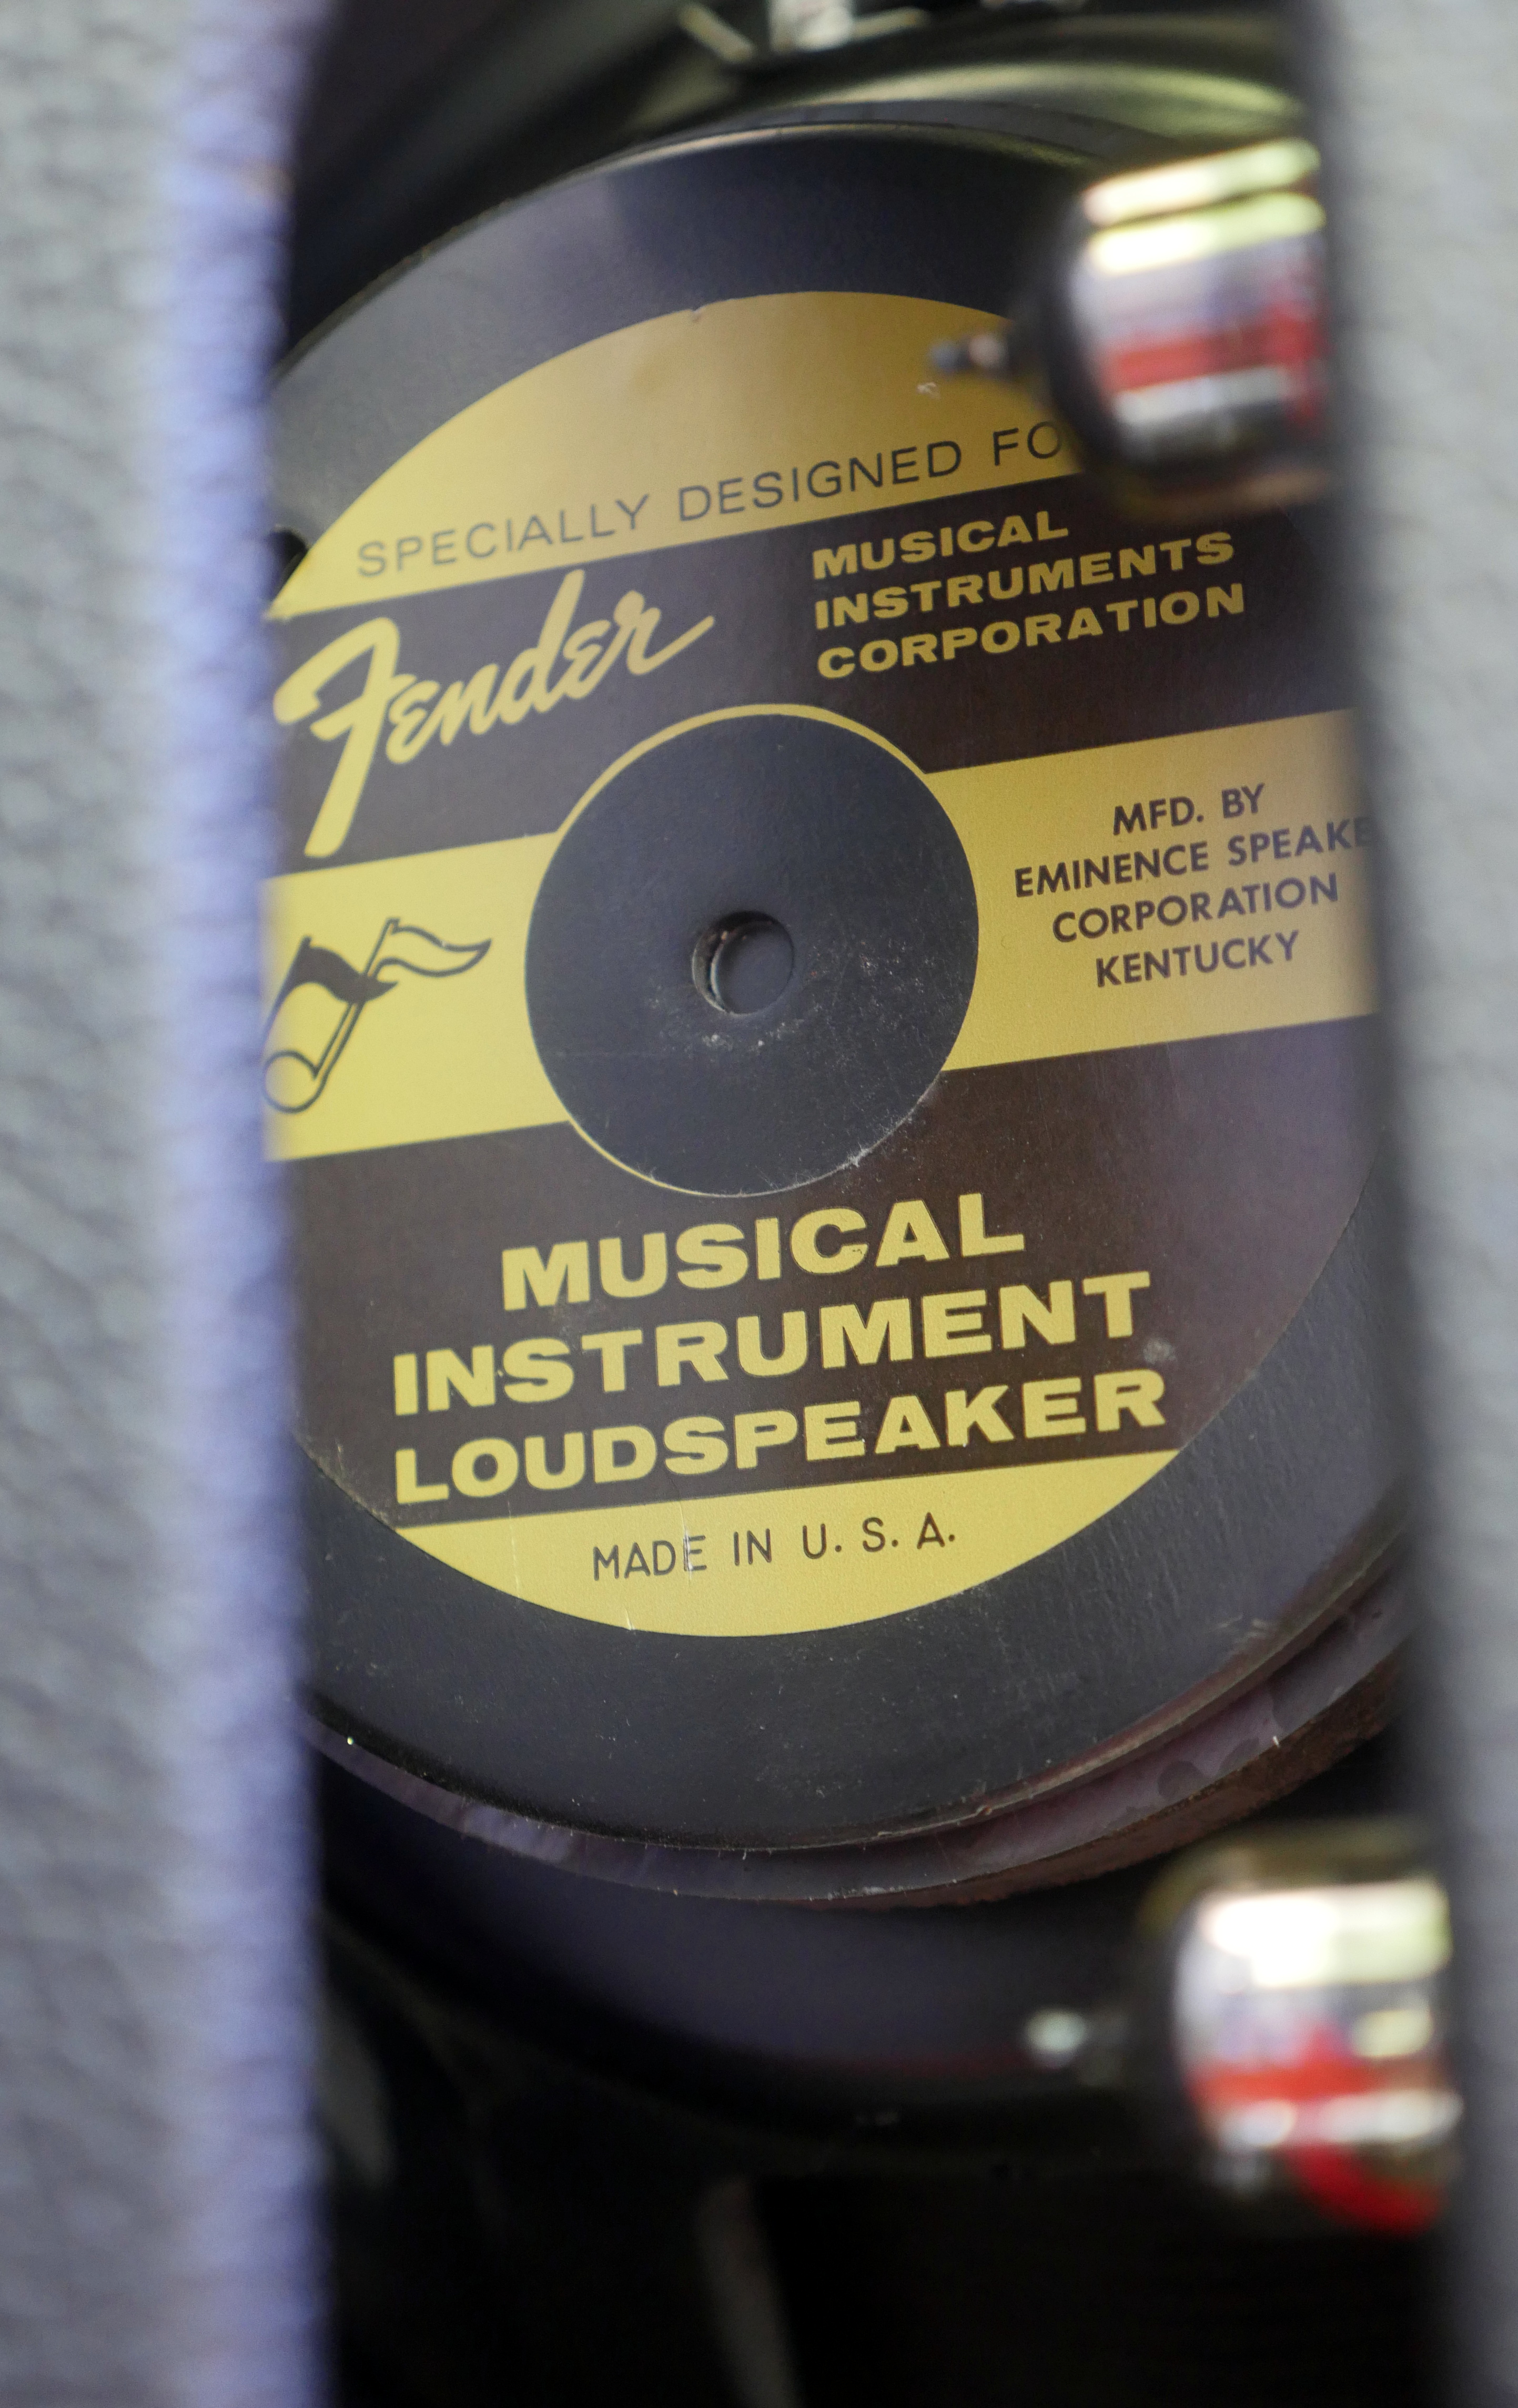 SPECIALLY DESIGNED FO
Fender
MUSICAL
INSTRUMENTS
CORPORATION
MFD. BY
EMINENCE SPEAKE
CORPORATION
KENTUCKY
MUSICAL
INSTRUMENT
LOUDSPEAKER
MADE IN U. S. A.